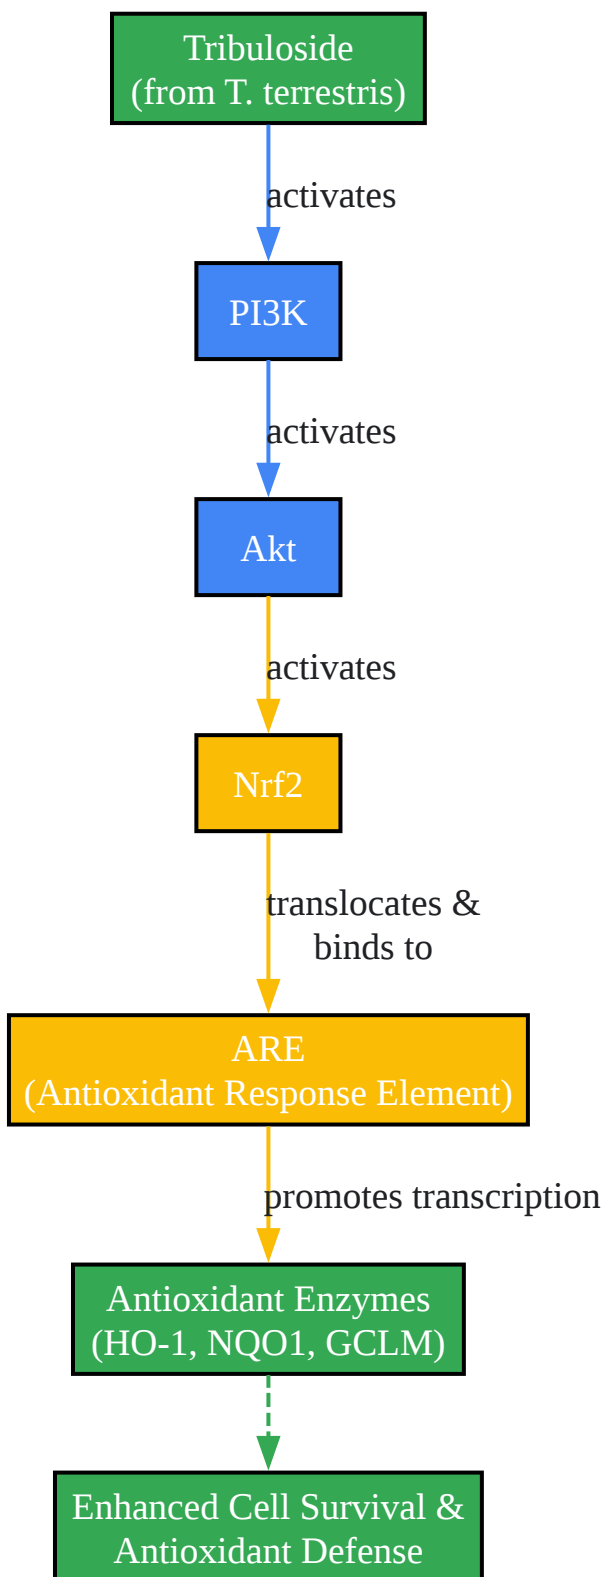 Tribuloside
(from T. terrestris)
activates
PI3K
activates
Akt
activates
Nrf2
translocates &
binds to
ARE
(Antioxidant Response Element)
promotes transcription
Antioxidant Enzymes
(HO-1, NQO1, GCLM)
Enhanced Cell Survival &
Antioxidant Defense